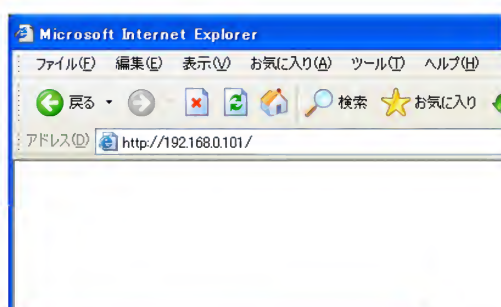 Microsoft Internet Explorer
ファイル(F) 編集(E) 表示(V) お気に入り(A) ツール(T) ヘルプ(H)
戻る 検索 お気に入り
アドレス(D) http://192.168.0.101/